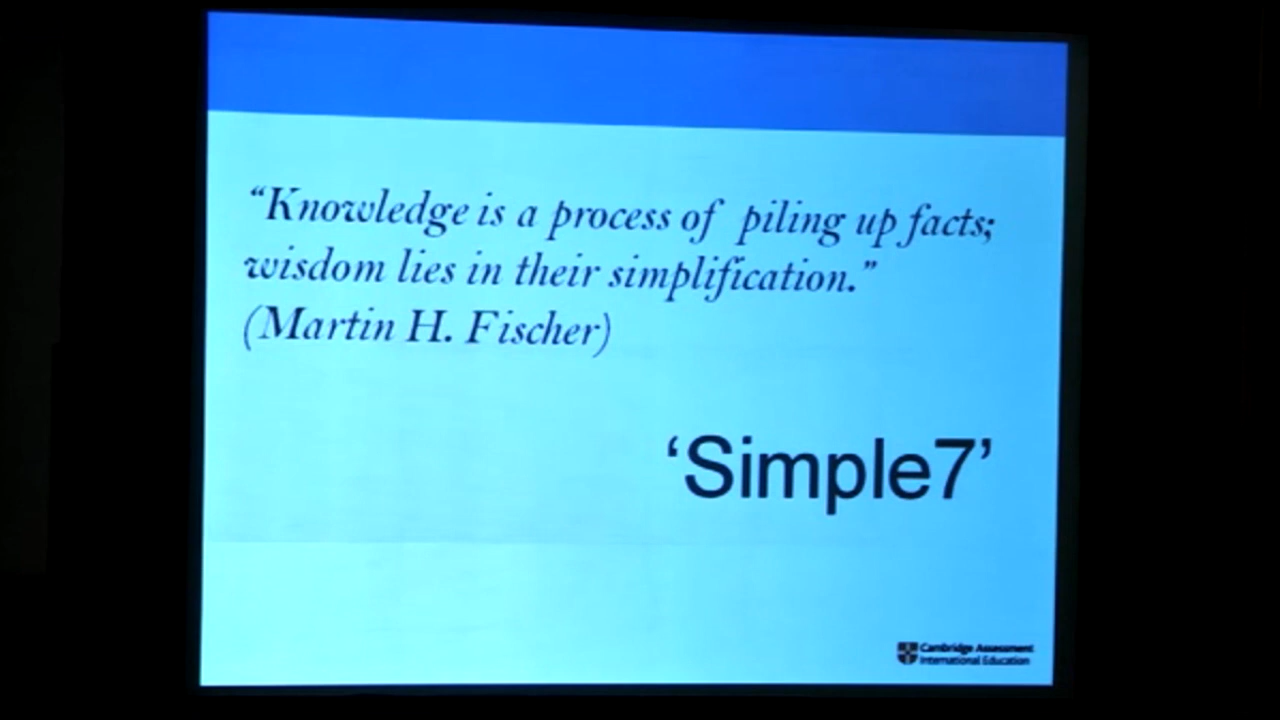 “Knowledge is a process of piling up facts;
wisdom lies in their simplification.”
(Martin H. Fischer)
‘Simple7’
Cambridge Assessment
International Education